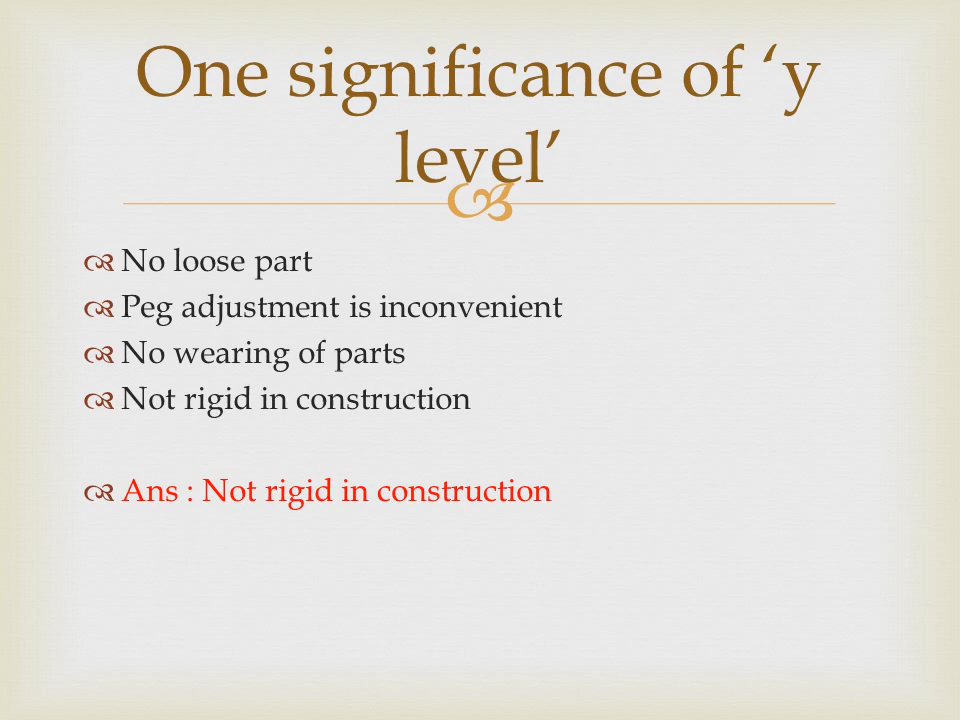 One significance of ‘y
level’
No loose part
Peg adjustment is inconvenient
No wearing of parts
Not rigid in construction
Ans : Not rigid in construction